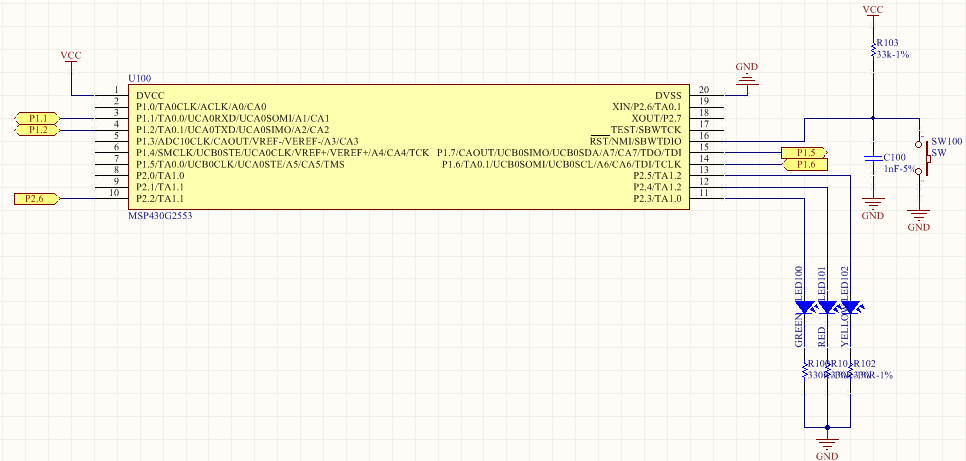 VCC
R103
33k-1%
VCC
GND
U100
1 DVCC DVSS 20
2 P1.0/TA0CLK/ACLK/A0/CA0 XIN/P2.6/TA0.1 19
P1.1 3 P1.1/TA0.0/UCA0RXD/UCA0SOMI/A1/CA1 XOUT/P2.7 18
P1.2 4 P1.2/TA0.1/UCA0TXD/UCA0SIMO/A2/CA2 TEST/SBWTCK 17
5 P1.3/ADC10CLK/CAOUT/VREF-/VEREF-/A3/CA3 RST/NMI/SBWTDIO 16
6 P1.4/SMCLK/UCB0STE/UCA0CLK/VREF+/VEREF+/A4/CA4/TCK P1.7/CAOUT/UCB0SIMO/UCB0SDA/A7/CA7/TDO/TDI 15 P1.5
7 P1.5/TA0.0/UCB0CLK/UCA0STE/A5/CA5/TMS P1.6/TA0.1/UCB0SOMI/UCB0SCL/A6/CA6/TDI/TCLK 14 P1.6
8 P2.0/TA1.0 P2.5/TA1.2 13
9 P2.1/TA1.1 P2.4/TA1.2 12
P2.6 10 P2.2/TA1.1 P2.3/TA1.0 11
MSP430G2553
SW100
SW
C100
1nF-5%
GND
GND
LED100
LED101
LED102
GREEN
RED
R102
330R-1%
GND